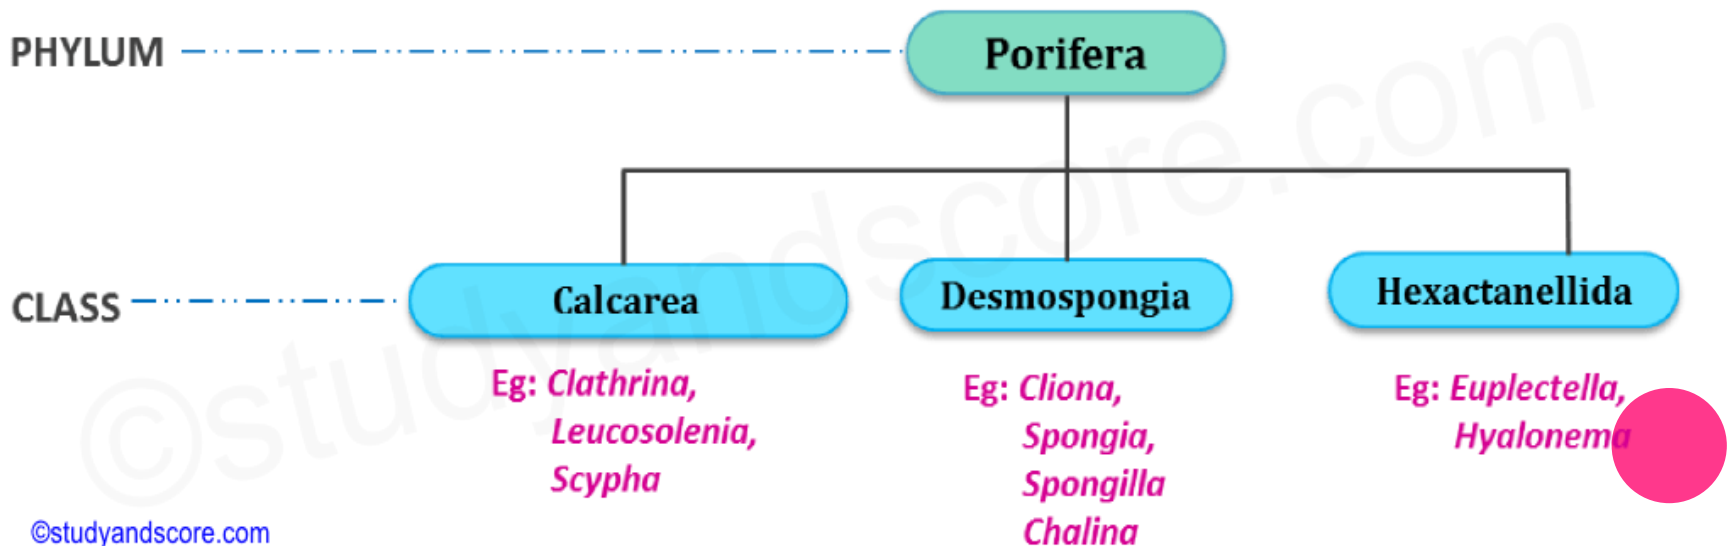 PHYLUM
Porifera
CLASS
Calcarea
Desmospongia
Hexactanellida
Eg: Clathrina,
Leucosolenia,
Scypha
Eg: Cliona,
Spongia,
Spongilla
Chalina
Eg: Euplectella,
Hyalonema
©studyandscore.com
©studyandscore.com